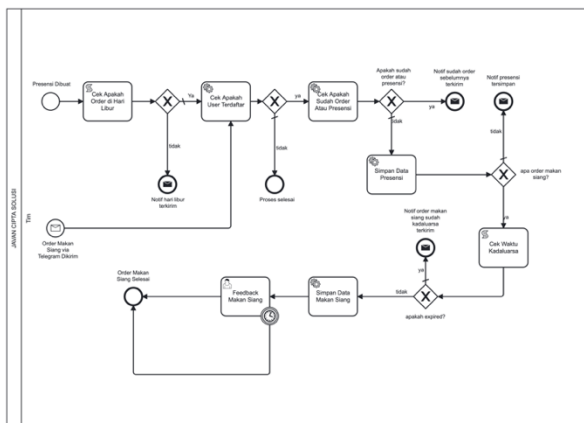 JAVAN CIPTA SOLUSI
Tim
Presensi Dibuat
Cek Apakah
Order di Hari
Libur
Ya
tidak
Notif hari libur
terkirim
Cek Apakah
User Terdaftar
ya
tidak
Proses selesai
Cek Apakah
Sudah Order
Atau Presensi
Apakah sudah
order atau
presensi?
ya
Notif sudah order
sebelumnya
terkirim
tidak
Simpan Data
Presensi
Notif presensi
tersimpan
tidak
apa order makan
siang?
ya
Cek Waktu
Kadaluarsa
Order Makan
Siang via
Telegram Dikirim
Notif order makan
siang sudah
kadaluarsa
terkirim
ya
apakah expired?
tidak
Simpan Data
Makan Siang
Feedback
Makan Siang
Order Makan
Siang Selesai